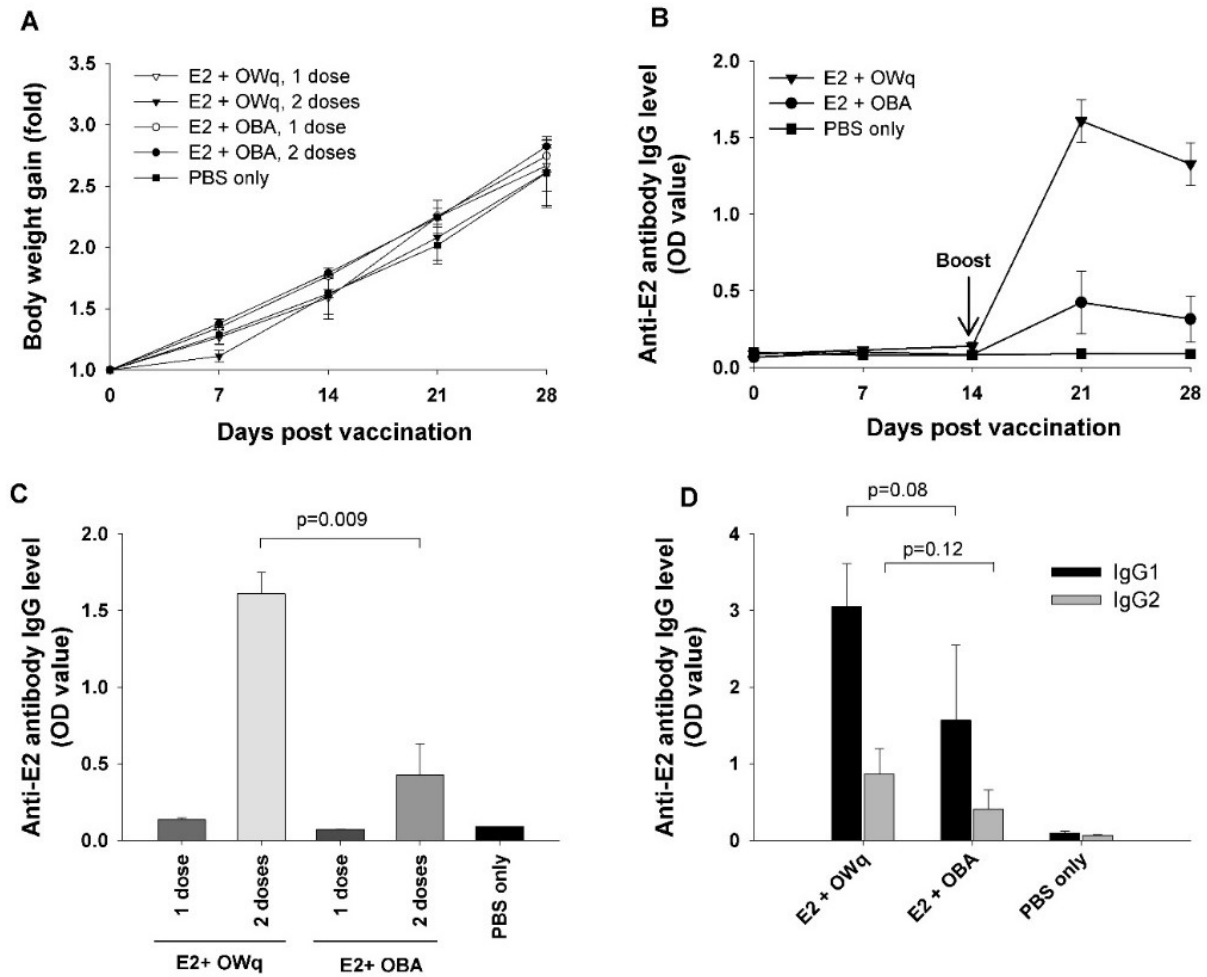 A
Body weight gain (fold)
3.5
3.0
2.5
2.0
1.5
1.0
E2 + OWq, 1 dose
E2 + OWq, 2 doses
E2 + OBA, 1 dose
E2 + OBA, 2 doses
PBS only
0 7 14 21 28
Days post vaccination
B
Anti-E2 antibody IgG level
(OD value)
2.0
1.5
1.0
0.5
0.0
E2 + OWq
E2 + OBA
PBS only
Boost
0 7 14 21 28
Days post vaccination
C
Anti-E2 antibody IgG level
(OD value)
2.0
1.5
1.0
0.5
0.0
p=0.009
1 dose
2 doses
1 dose
2 doses
PBS only
E2+ OWq
E2+ OBA
D
Anti-E2 antibody IgG level
(OD value)
4
3
2
1
0
p=0.08
p=0.12
IgG1
IgG2
E2 + OWq
E2 + OBA
PBS only